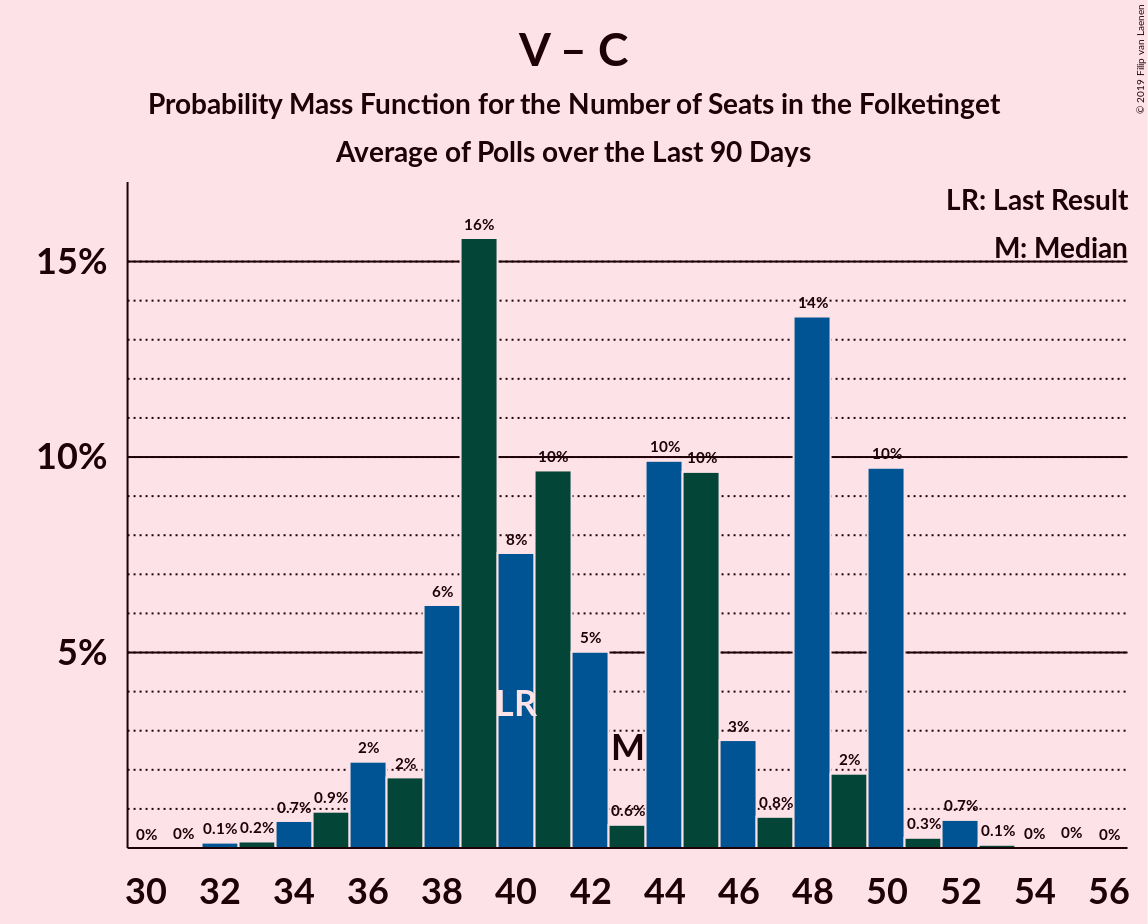 V – C
Probability Mass Function for the Number of Seats in the Folketinget
Average of Polls over the Last 90 Days
© 2019 Filip van Laenen
LR: Last Result
M: Median
15%
10%
5%
0% 0% 0.1% 0.2% 0.7% 0.9% 2% 2% 6% 16% 8% 10% 5% 0.6% 10% 10% 3% 0.8% 14% 2% 10% 0.3% 0.7% 0.1% 0% 0% 0%
LR
M
30 32 34 36 38 40 42 44 46 48 50 52 54 56